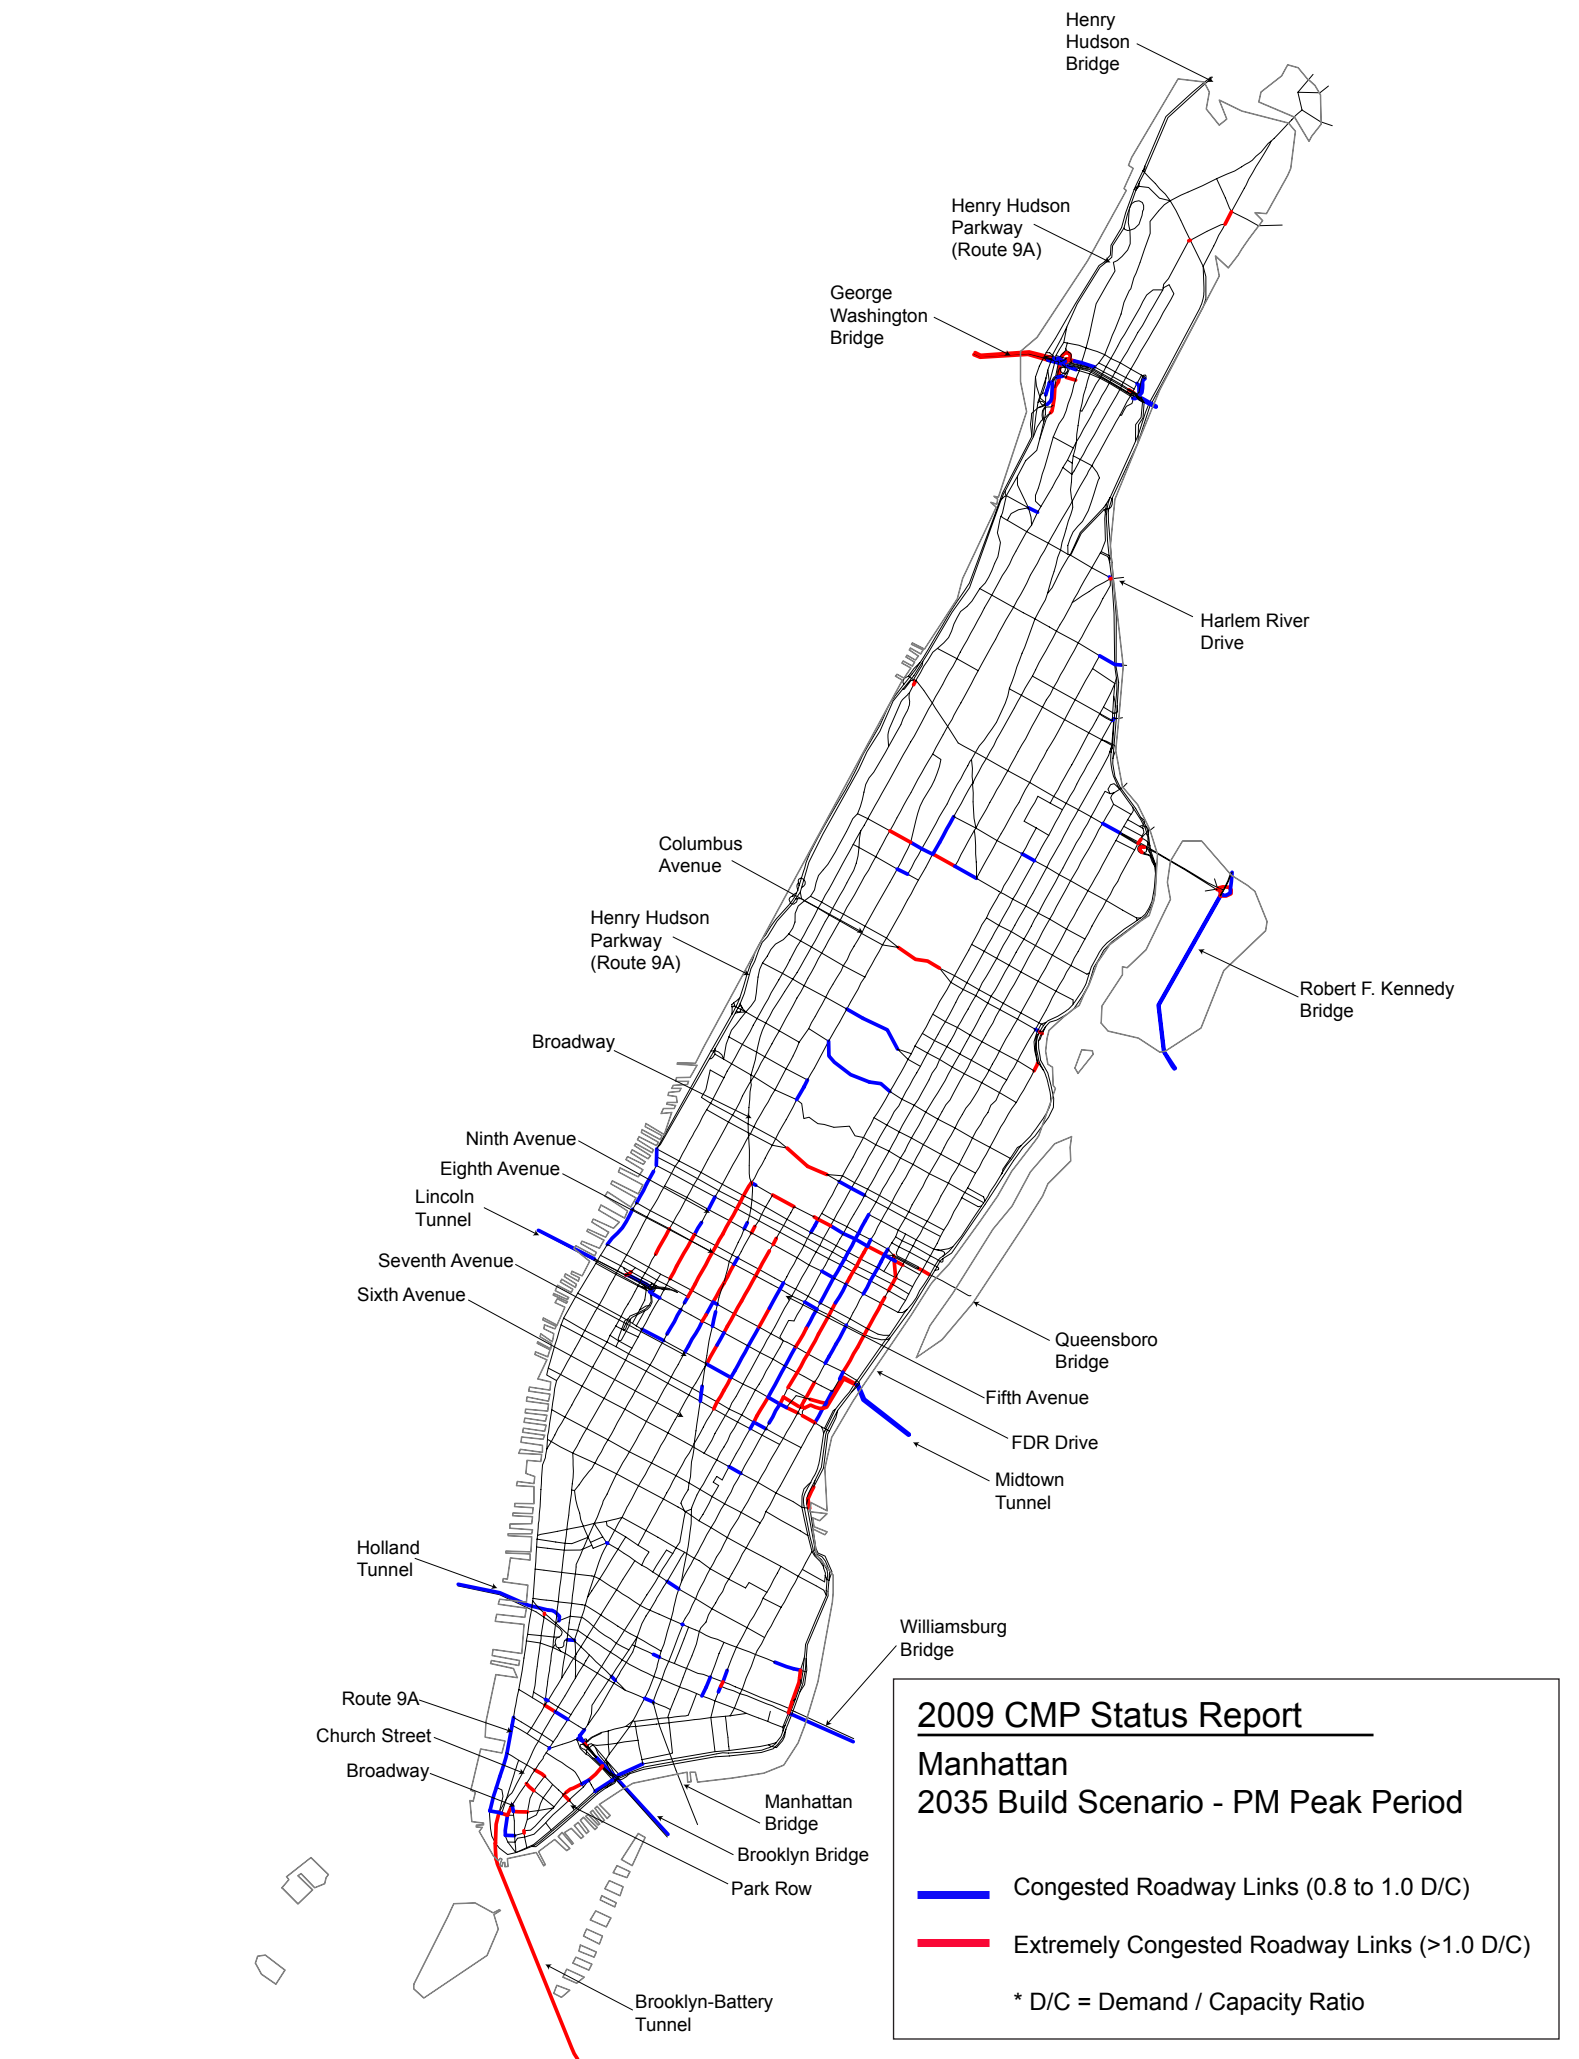 Henry
Hudson
Bridge
Henry Hudson
Parkway
(Route 9A)
George
Washington
Bridge
Harlem River
Drive
Columbus
Avenue
Henry Hudson
Parkway
(Route 9A)
Robert F. Kennedy
Bridge
Broadway
Ninth Avenue
Eighth Avenue
Lincoln
Tunnel
Seventh Avenue
Sixth Avenue
Queensboro
Bridge
Fifth Avenue
FDR Drive
Midtown
Tunnel
Holland
Tunnel
Williamsburg
Bridge
Route 9A
Church Street
Broadway
Manhattan
Bridge
Brooklyn Bridge
Park Row
Brooklyn-Battery
Tunnel
2009 CMP Status Report
Manhattan
2035 Build Scenario - PM Peak Period
Congested Roadway Links (0.8 to 1.0 D/C)
Extremely Congested Roadway Links (>1.0 D/C)
* D/C = Demand / Capacity Ratio